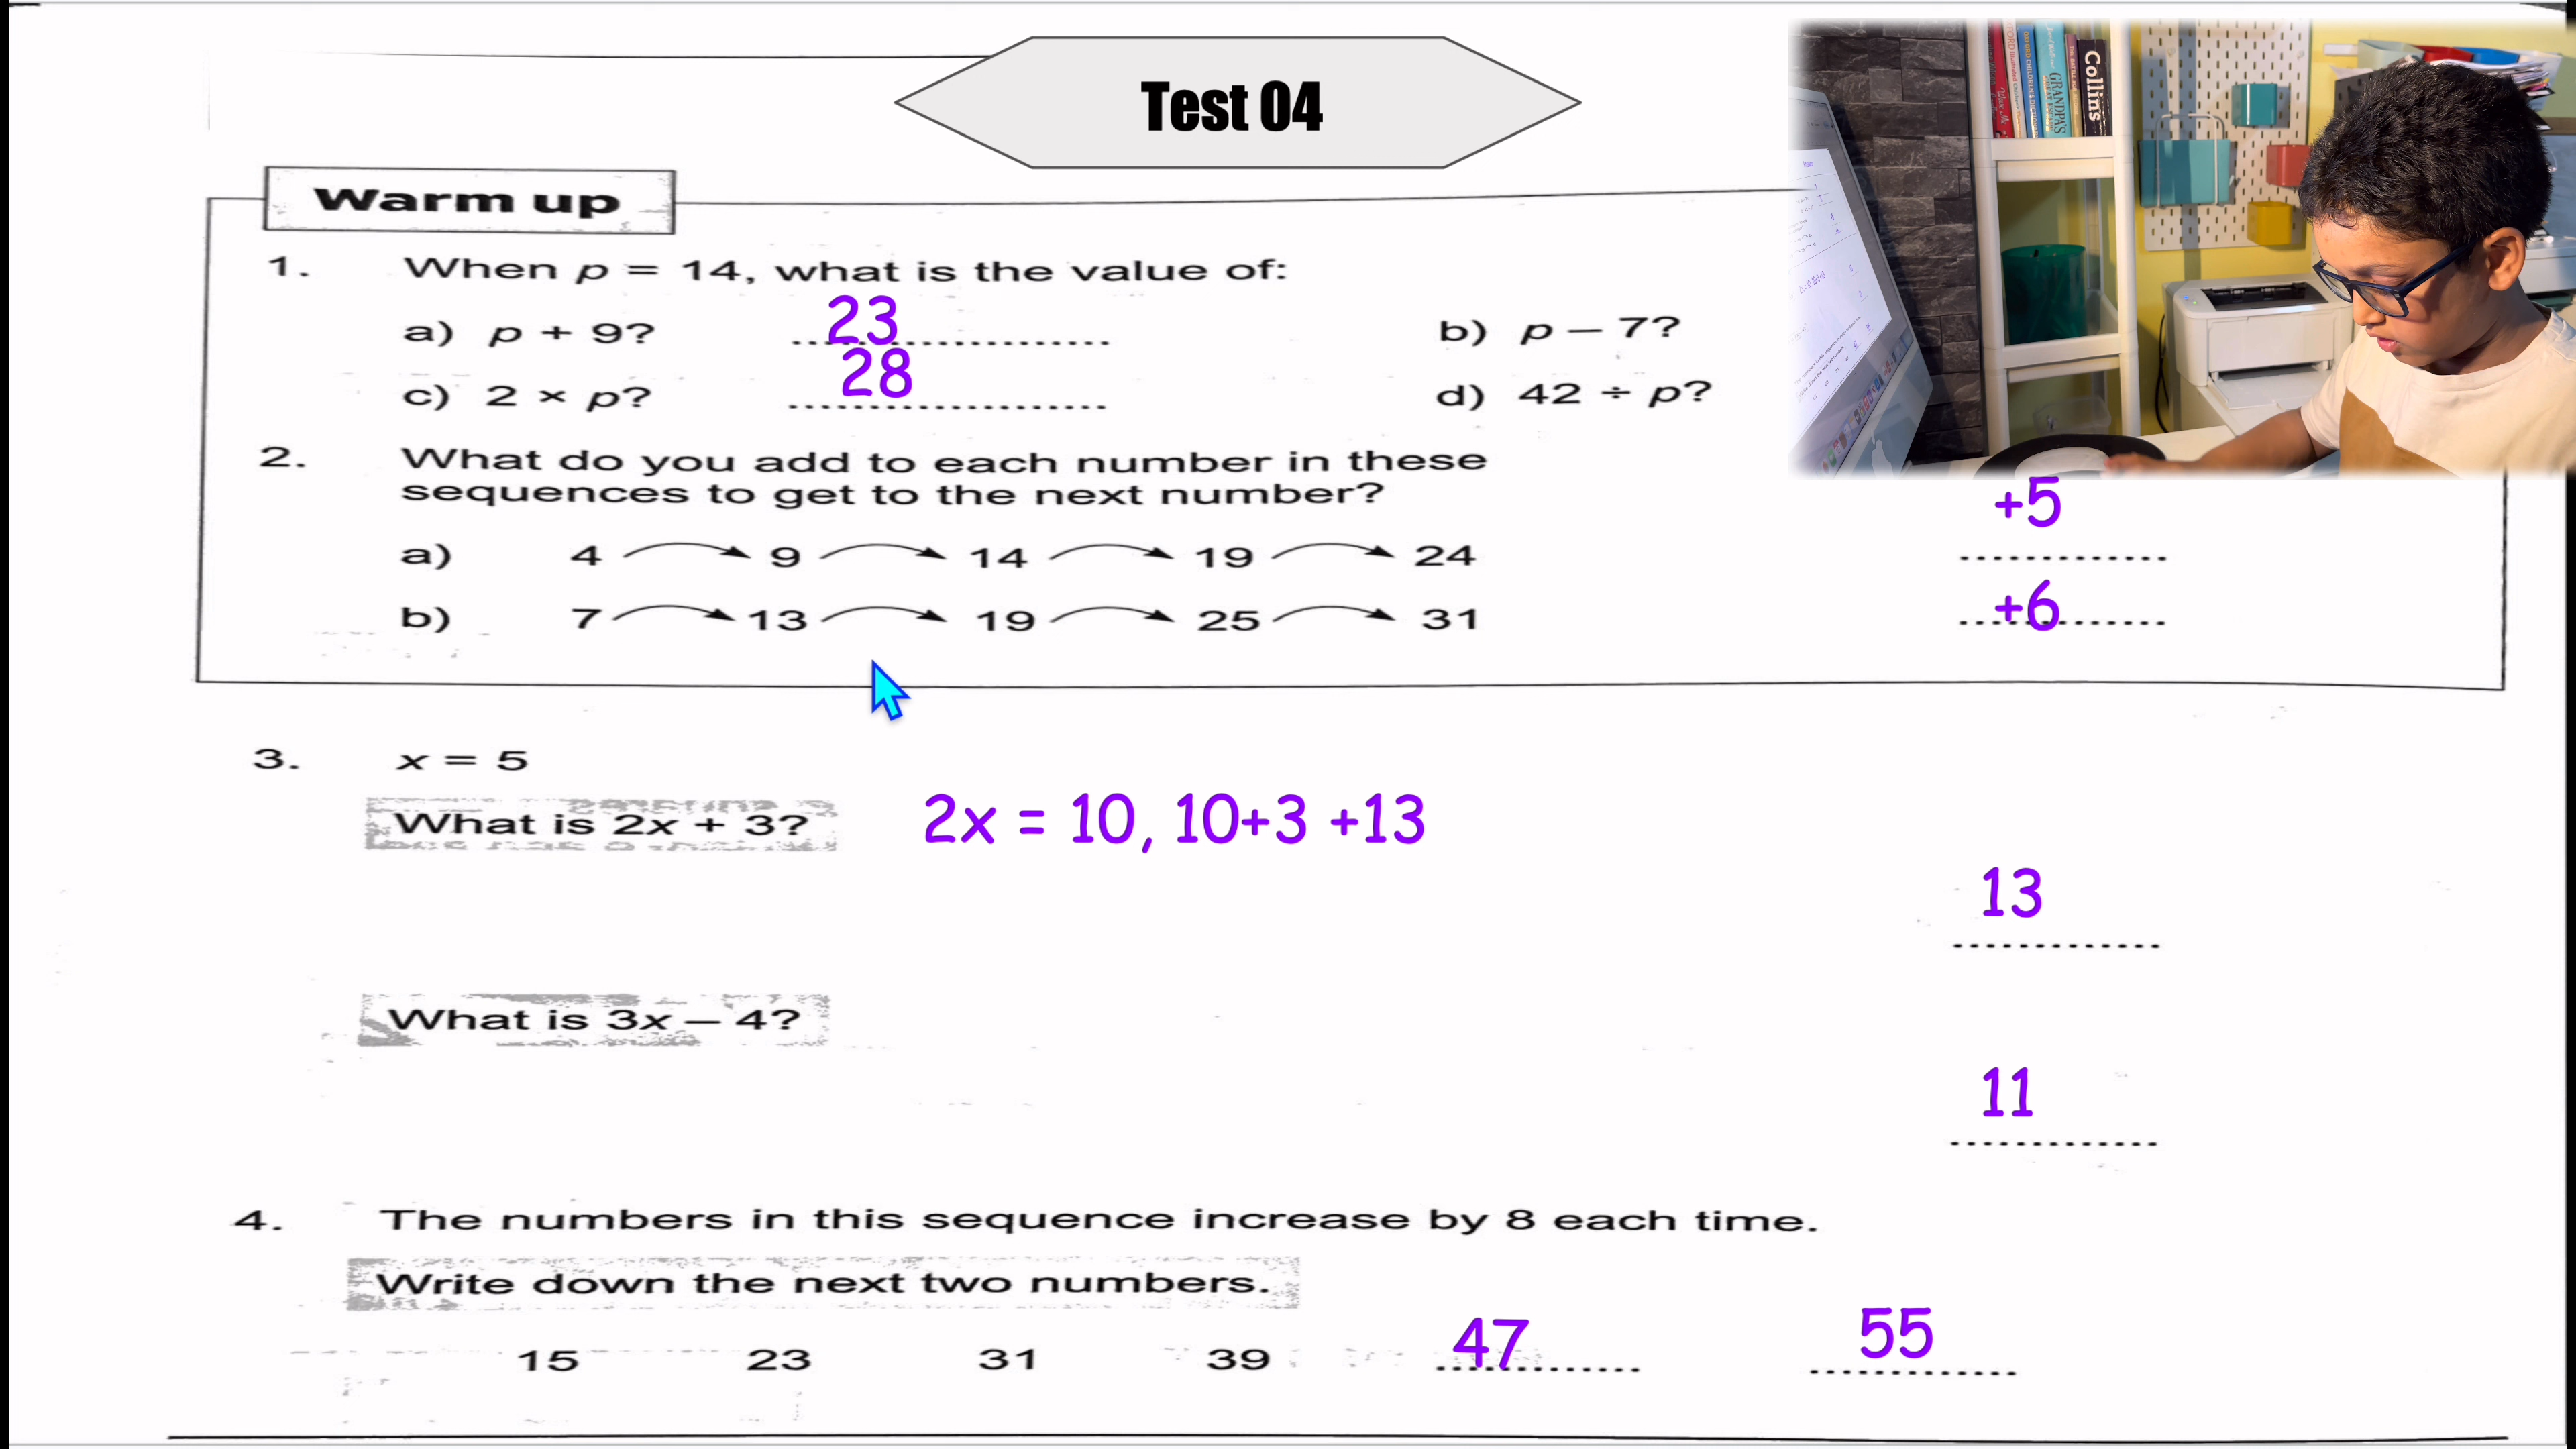 Test 04
Warm up
1. When p = 14, what is the value of:
a) p + 9? 23
b) p – 7?
c) 2 × p? 28
d) 42 ÷ p?
2. What do you add to each number in these
sequences to get to the next number?
+5
a) 4 9 14 19 24
b) 7 13 19 25 31
+6
3. x = 5
What is 2x + 3? 2x = 10, 10+3 +13
13
What is 3x – 4?
11
4. The numbers in this sequence increase by 8 each time.
Write down the next two numbers.
15 23 31 39 47 55
Collins
GRANDPA'S